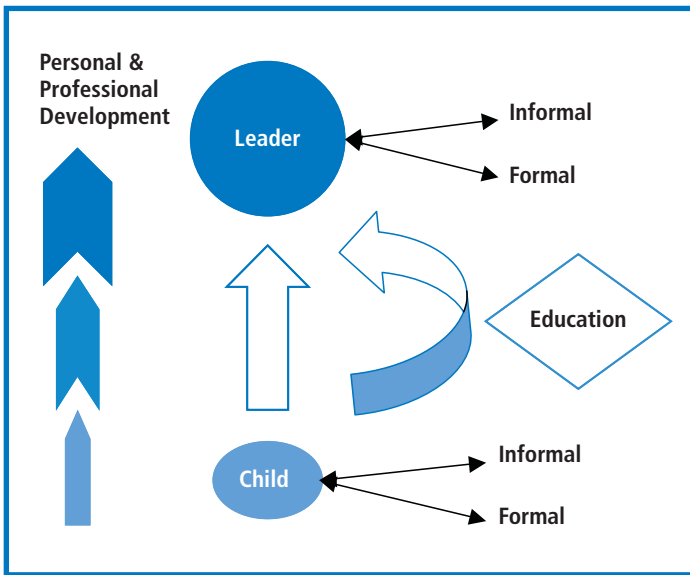 Personal &
Professional
Development
Leader
Informal
Formal
Education
Child
Informal
Formal